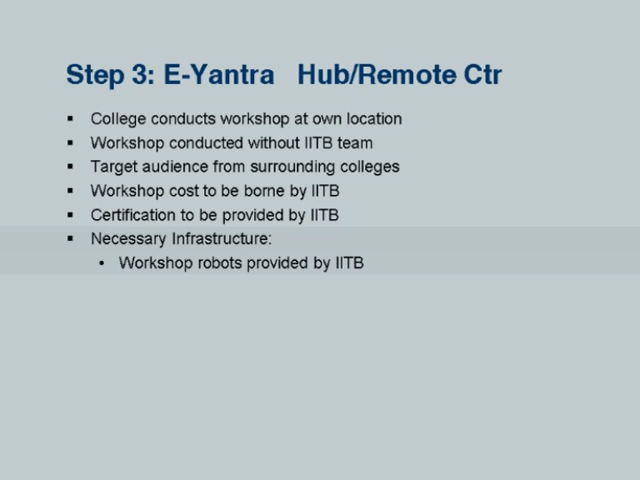 Step 3: E-Yantra Hub/Remote Ctr
▪ College conducts workshop at own location
▪ Workshop conducted without IITB team
▪ Target audience from surrounding colleges
▪ Workshop cost to be borne by IITB
▪ Certification to be provided by IITB
▪ Necessary Infrastructure:
• Workshop robots provided by IITB